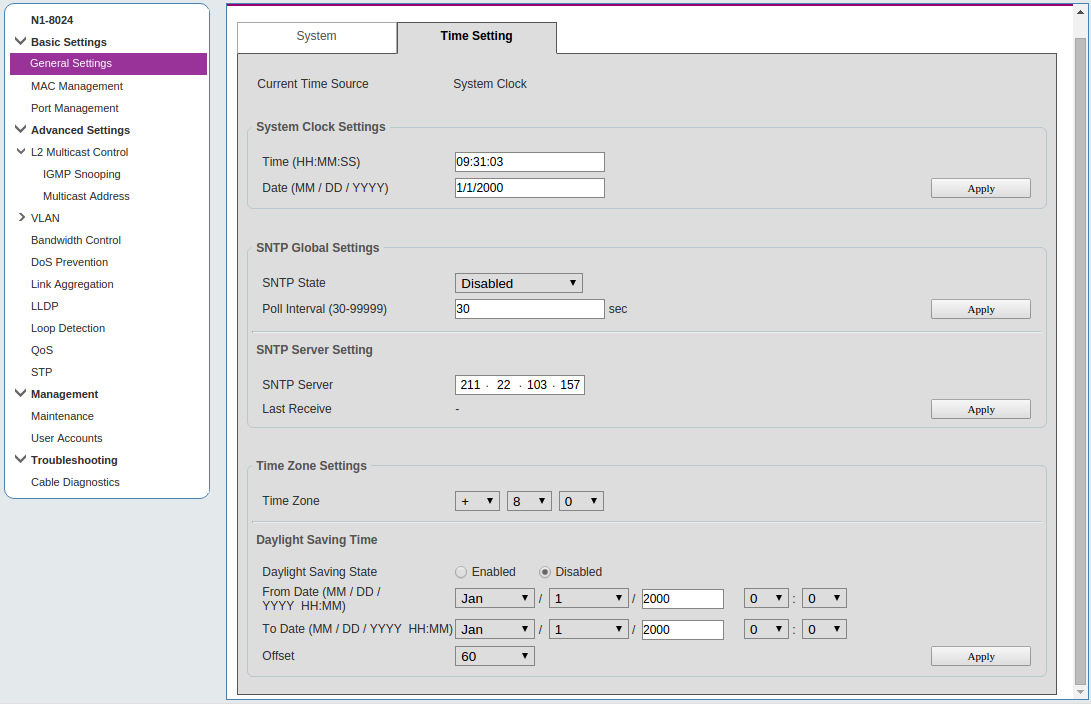 N1-8024
Basic Settings
General Settings
MAC Management
Port Management
Advanced Settings
L2 Multicast Control
IGMP Snooping
Multicast Address
VLAN
Bandwidth Control
DoS Prevention
Link Aggregation
LLDP
Loop Detection
QoS
STP
Management
Maintenance
User Accounts
Troubleshooting
Cable Diagnostics
System Time Setting
Current Time Source System Clock
System Clock Settings
Time (HH:MM:SS) 09:31:03
Date (MM / DD / YYYY) 1/1/2000 Apply
SNTP Global Settings
SNTP State Disabled
Poll Interval (30-99999) 30 sec Apply
SNTP Server Setting
SNTP Server 211 . 22 . 103 . 157
Last Receive - Apply
Time Zone Settings
Time Zone + 8 0
Daylight Saving Time
Daylight Saving State Enabled Disabled
From Date (MM / DD /
YYYY HH:MM) Jan / 1 / 2000 0 : 0
To Date (MM / DD / YYYY HH:MM) Jan / 1 / 2000 0 : 0
Offset 60 Apply